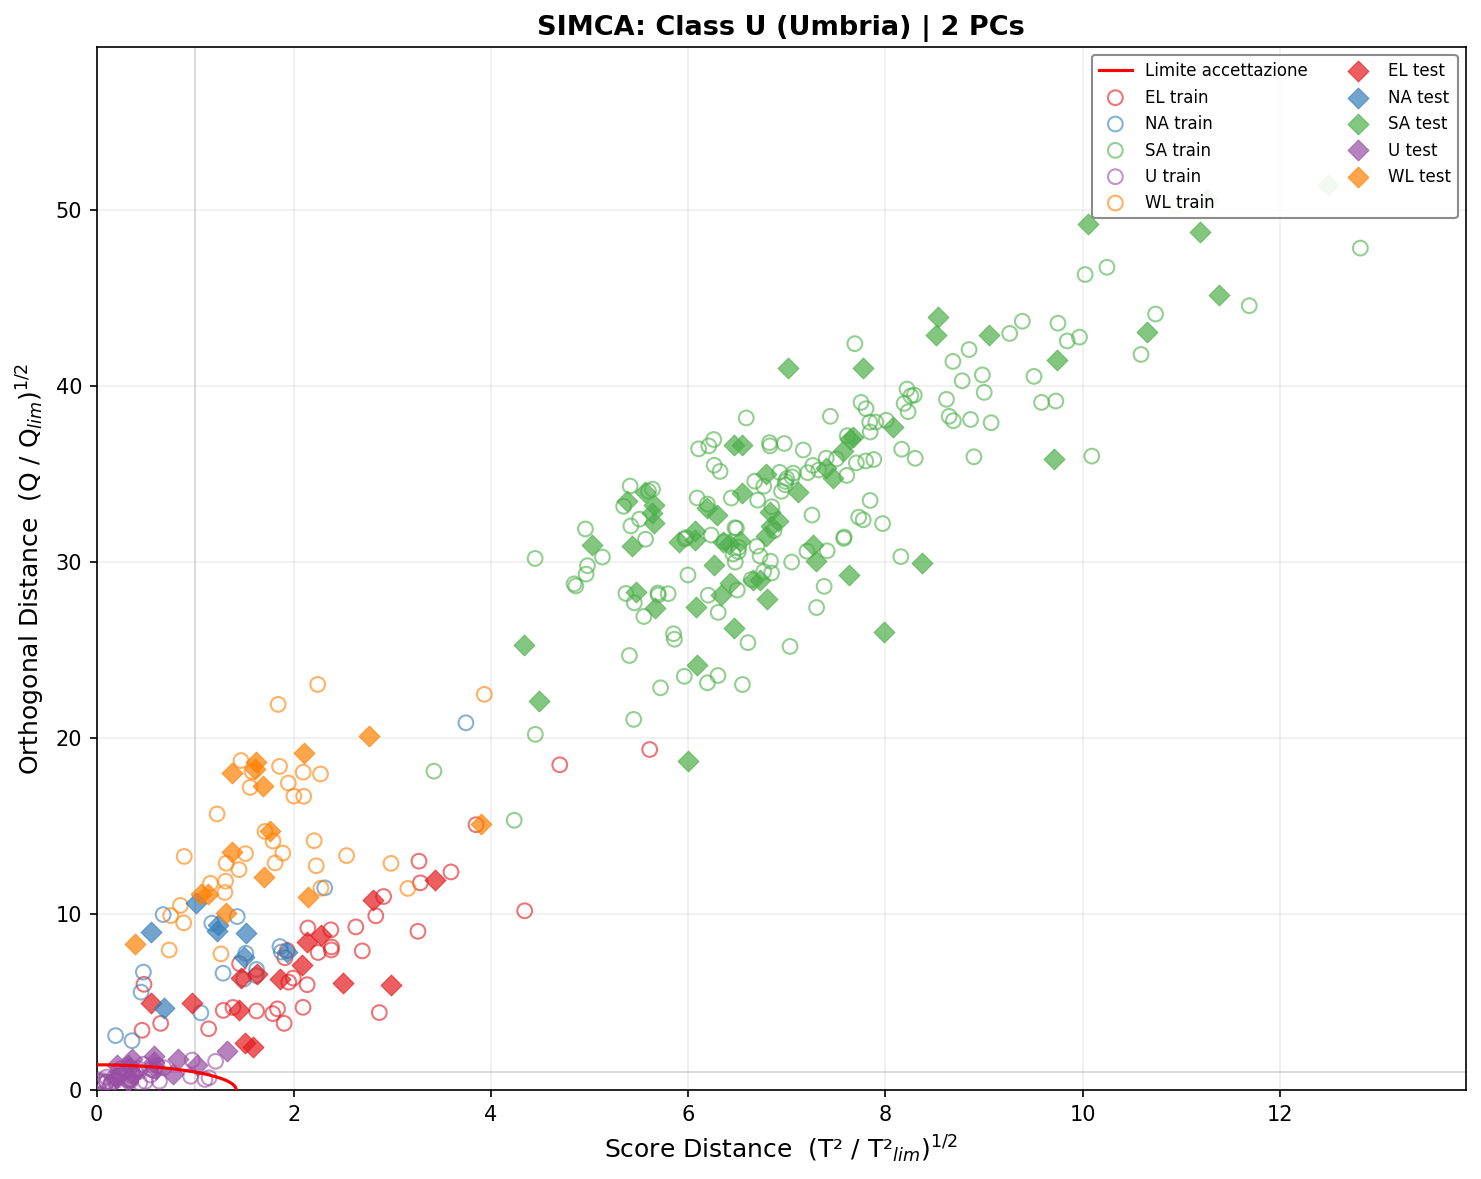 SIMCA: Class U (Umbria) | 2 PCs
Limite accettazione
EL train
NA train
SA train
U train
WL train
EL test
NA test
SA test
U test
WL test
Orthogonal Distance (Q / Q_lim)^1/2
50
40
30
20
10
0
0 2 4 6 8 10 12
Score Distance (T² / T²_lim)^1/2